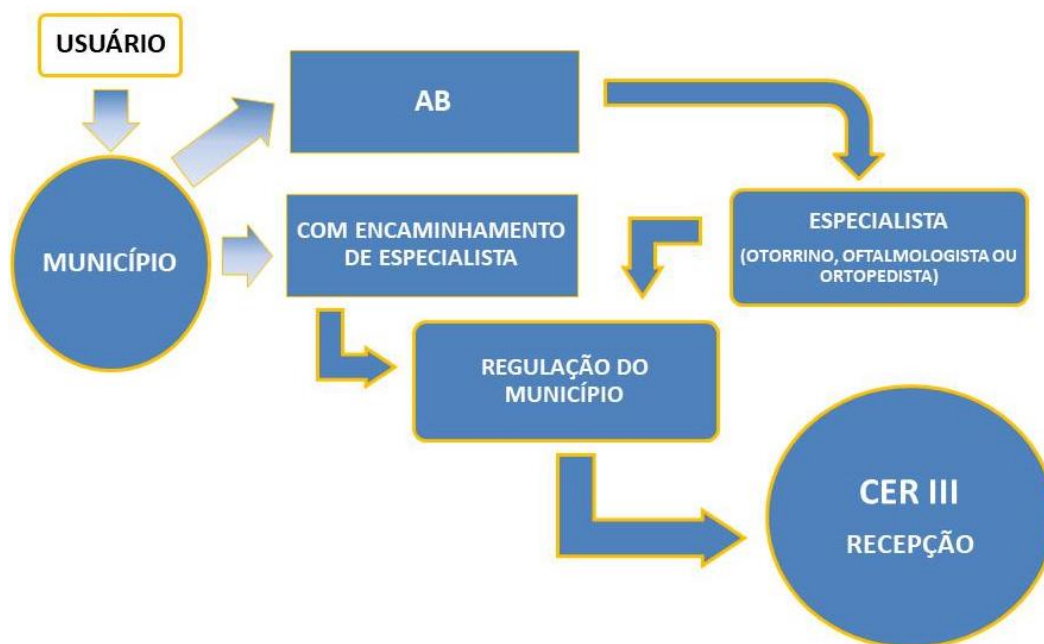 USUÁRIO
MUNICÍPIO
AB
COM ENCAMINHAMENTO
DE ESPECIALISTA
ESPECIALISTA
(OTORRINO, OFTALMOLOGISTA OU
ORTOPEDISTA)
REGULAÇÃO DO
MUNICÍPIO
CER III
RECEPÇÃO